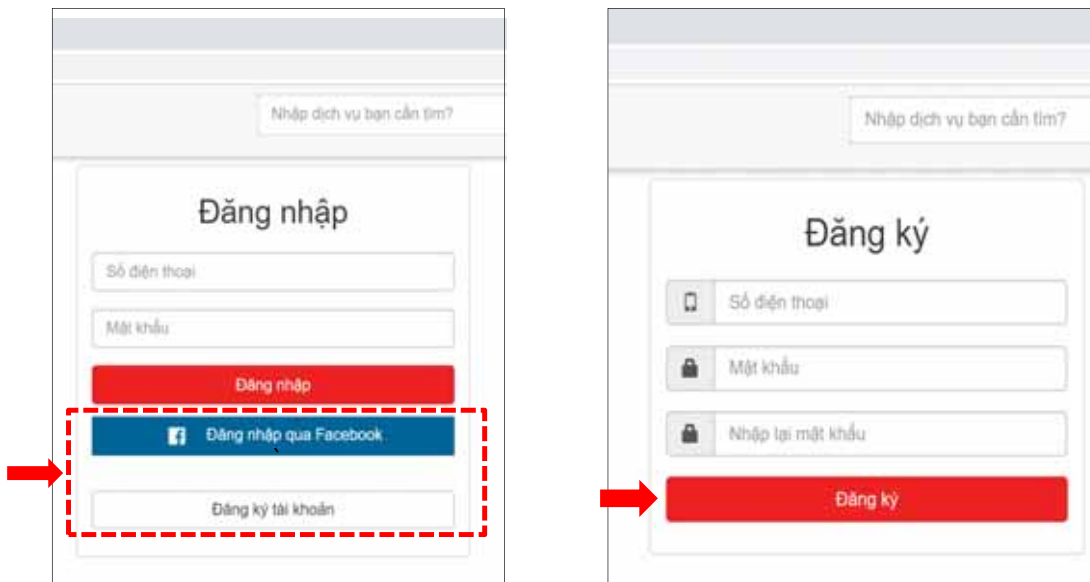 Nhập dịch vụ bạn cần tìm?
Đăng nhập
Số điện thoại
Mật khẩu
Đăng nhập
Đăng nhập qua Facebook
Đăng ký tài khoản
Nhập dịch vụ bạn cần tìm?
Đăng ký
Số điện thoại
Mật khẩu
Nhập lại mật khẩu
Đăng ký